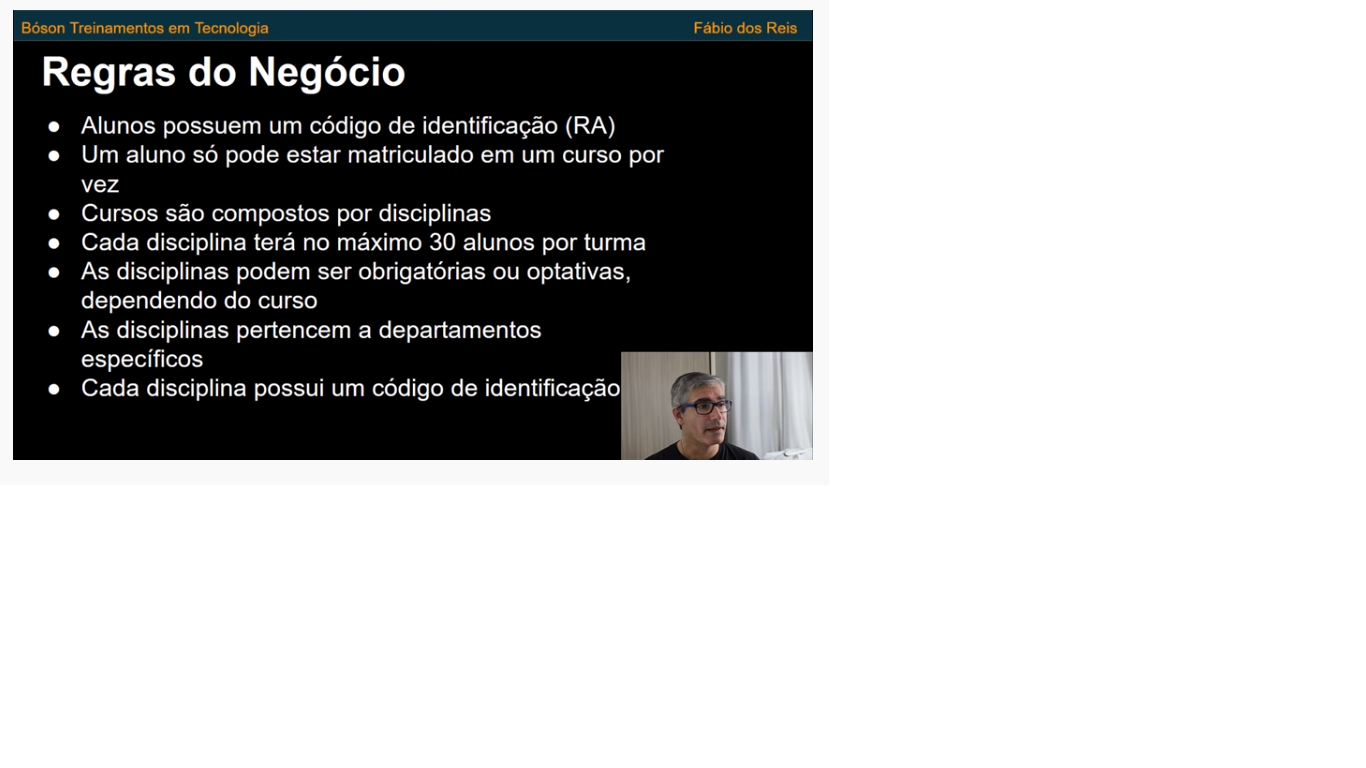 Bóson Treinamentos em Tecnologia
Fábio dos Reis
Regras do Negócio
● Alunos possuem um código de identificação (RA)
● Um aluno só pode estar matriculado em um curso por
vez
● Cursos são compostos por disciplinas
● Cada disciplina terá no máximo 30 alunos por turma
● As disciplinas podem ser obrigatórias ou optativas,
dependendo do curso
● As disciplinas pertencem a departamentos
específicos
● Cada disciplina possui um código de identificação